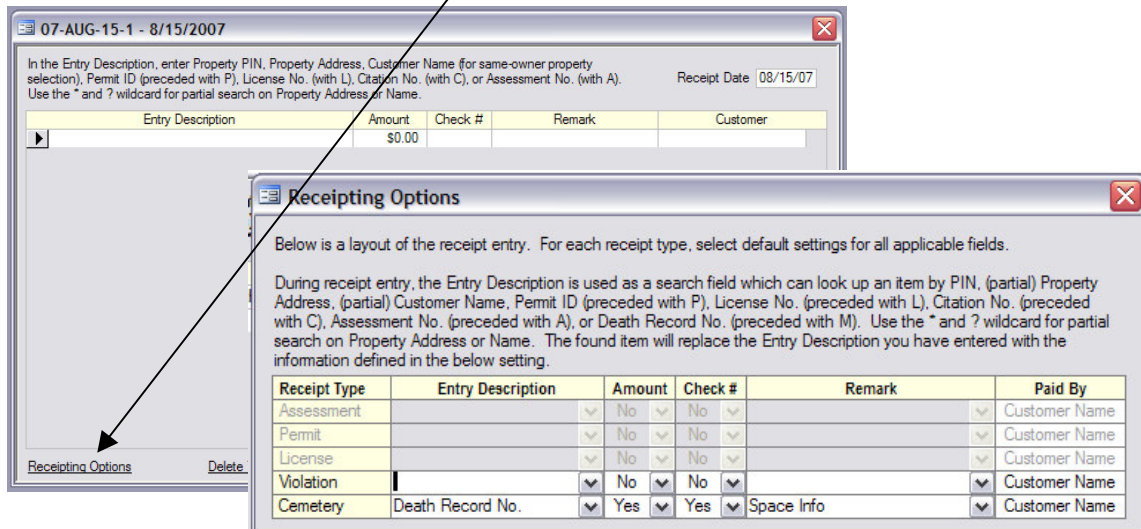 07-AUG-15-1 - 8/15/2007
In the Entry Description, enter Property PIN, Property Address, Customer Name (for same-owner property
selection), Permit ID (preceded with P), License No. (with L), Citation No. (with C), or Assessment No. (with A).
Use the * and ? wildcard for partial search on Property Address or Name.
Receipt Date 08/15/07
Entry Description Amount Check # Remark Customer
$0.00
Receipting Options Delete
Receipting Options
Below is a layout of the receipt entry. For each receipt type, select default settings for all applicable fields.
During receipt entry, the Entry Description is used as a search field which can look up an item by PIN, (partial) Property
Address, (partial) Customer Name, Permit ID (preceded with P), License No. (preceded with L), Citation No. (preceded
with C), Assessment No. (preceded with A), or Death Record No. (preceded with M). Use the * and ? wildcard for partial
search on Property Address or Name. The found item will replace the Entry Description you have entered with the
information defined in the below setting.
Receipt Type Entry Description Amount Check # Remark Paid By
Assessment No No Customer Name
Permit No No Customer Name
License No No Customer Name
Violation No No Customer Name
Cemetery Death Record No. Yes Yes Space Info Customer Name